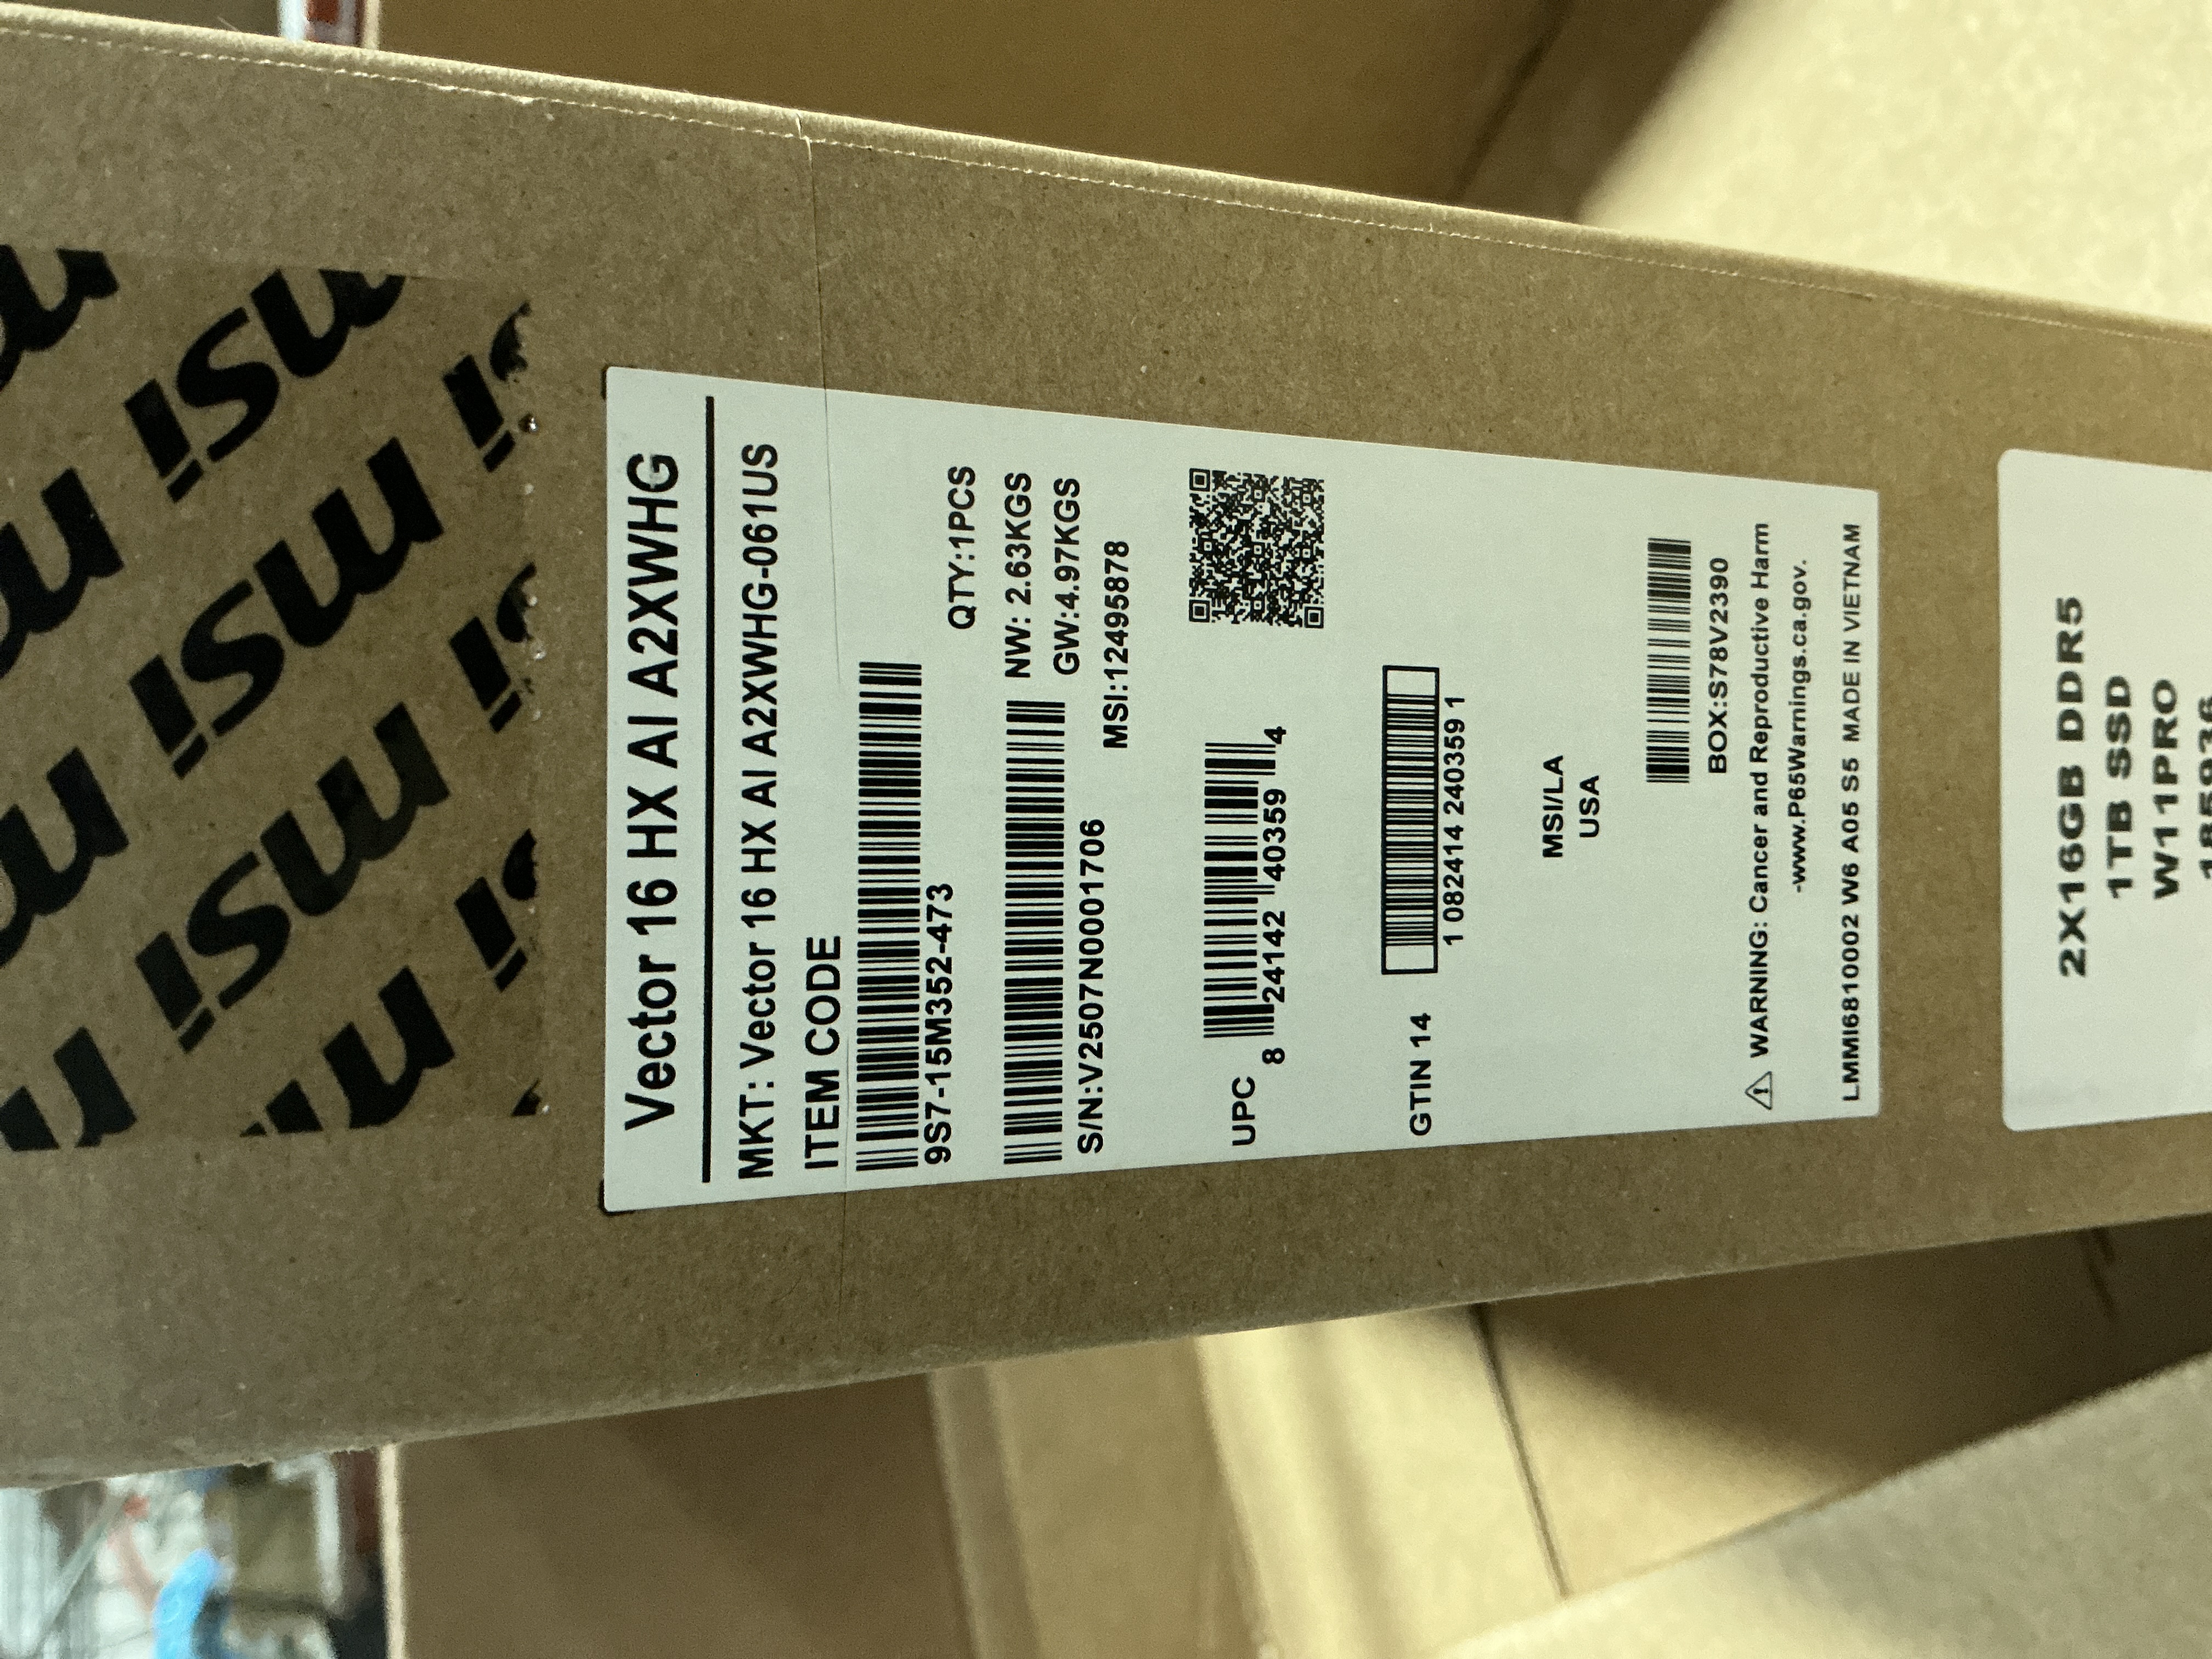 msi
msi
msi
Vector 16 HX AI A2XWHG
MKT: Vector 16 HX AI A2XWHG-061US
ITEM CODE
9S7-15M352-473
QTY:1PCS
NW: 2.63KGS
GW:4.97KGS
S/N:V2507N0001706
MSI:12495878
UPC
8 24142 40359 4
GTIN 14
1 082414 240359 1
MSI/LA
USA
BOX:S78V2390
WARNING: Cancer and Reproductive Harm
-www.P65Warnings.ca.gov.
LMMI6810002 W6 A05 S5 MADE IN VIETNAM
2X16GB DDR5
1TB SSD
W11PRO